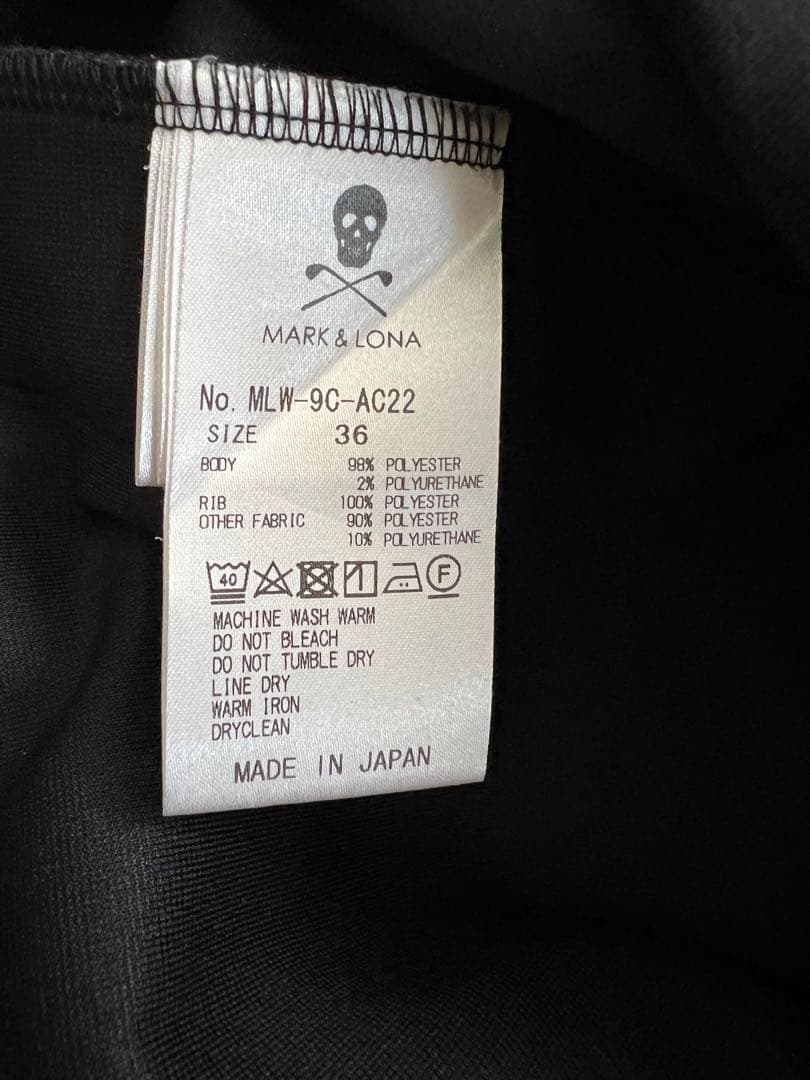 MARK & LONA
No. MLW-9C-AC22
SIZE 36
BODY 98% POLYESTER
2% POLYURETHANE
RIB 100% POLYESTER
OTHER FABRIC 90% POLYESTER
10% POLYURETHANE
40 F
MACHINE WASH WARM
DO NOT BLEACH
DO NOT TUMBLE DRY
LINE DRY
WARM IRON
DRYCLEAN
MADE IN JAPAN